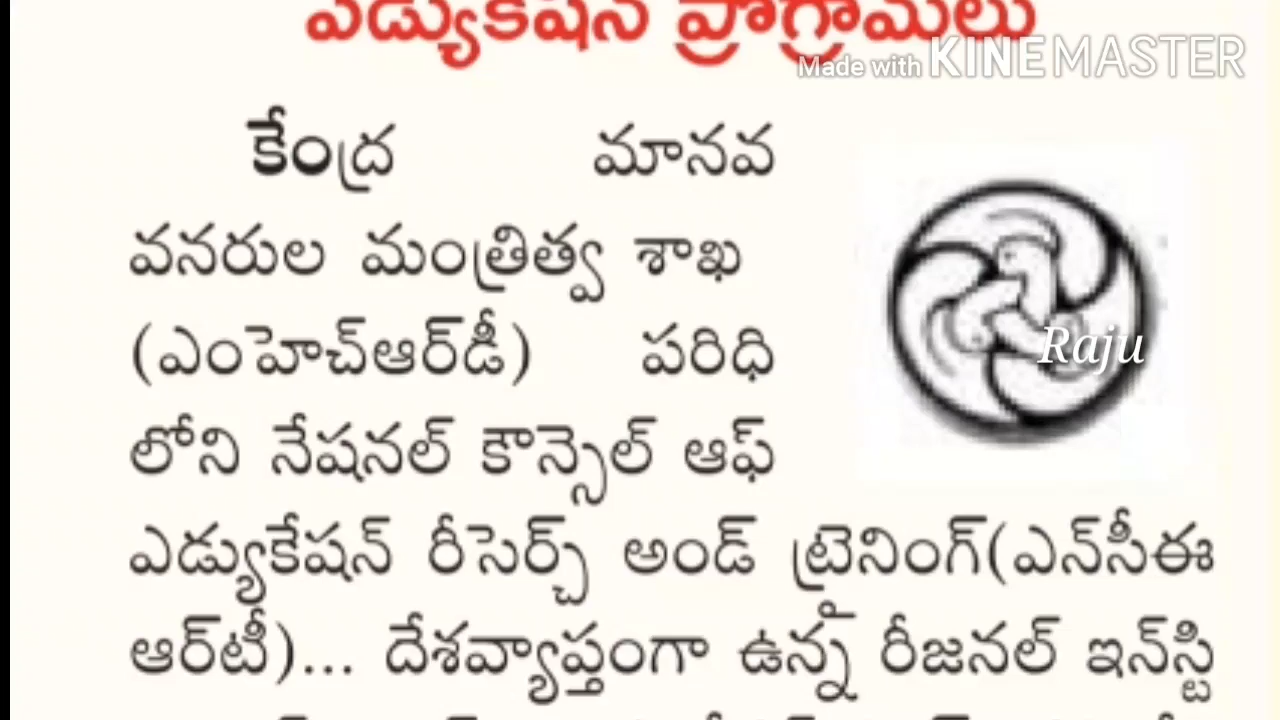 ఎడ్యుకేషన్ ప్రోగ్రామ్‌లు
Made with KINEMASTER
కేంద్ర మానవ
వనరుల మంత్రిత్వ శాఖ
(ఎంహెచ్ఆర్‌డీ) పరిధి
Raju
లోని నేషనల్ కౌన్సెల్ ఆఫ్
ఎడ్యుకేషన్ రీసెర్చ్ అండ్ ట్రైనింగ్(ఎన్‌సీఈ
ఆర్‌టీ)... దేశవ్యాప్తంగా ఉన్న రీజనల్ ఇన్‌స్టి